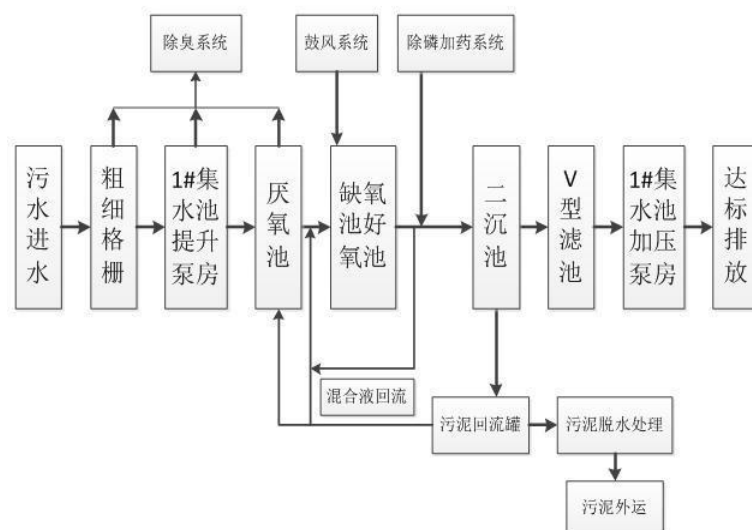 除臭系统
鼓风系统
除磷加药系统
污水进水
粗细格栅
1#集
水池
提升
泵房
厌氧池
缺氧
池好
氧池
二沉池
V
型滤池
1#集
水池
加压
泵房
达标排放
混合液回流
污泥回流罐
污泥脱水处理
污泥外运